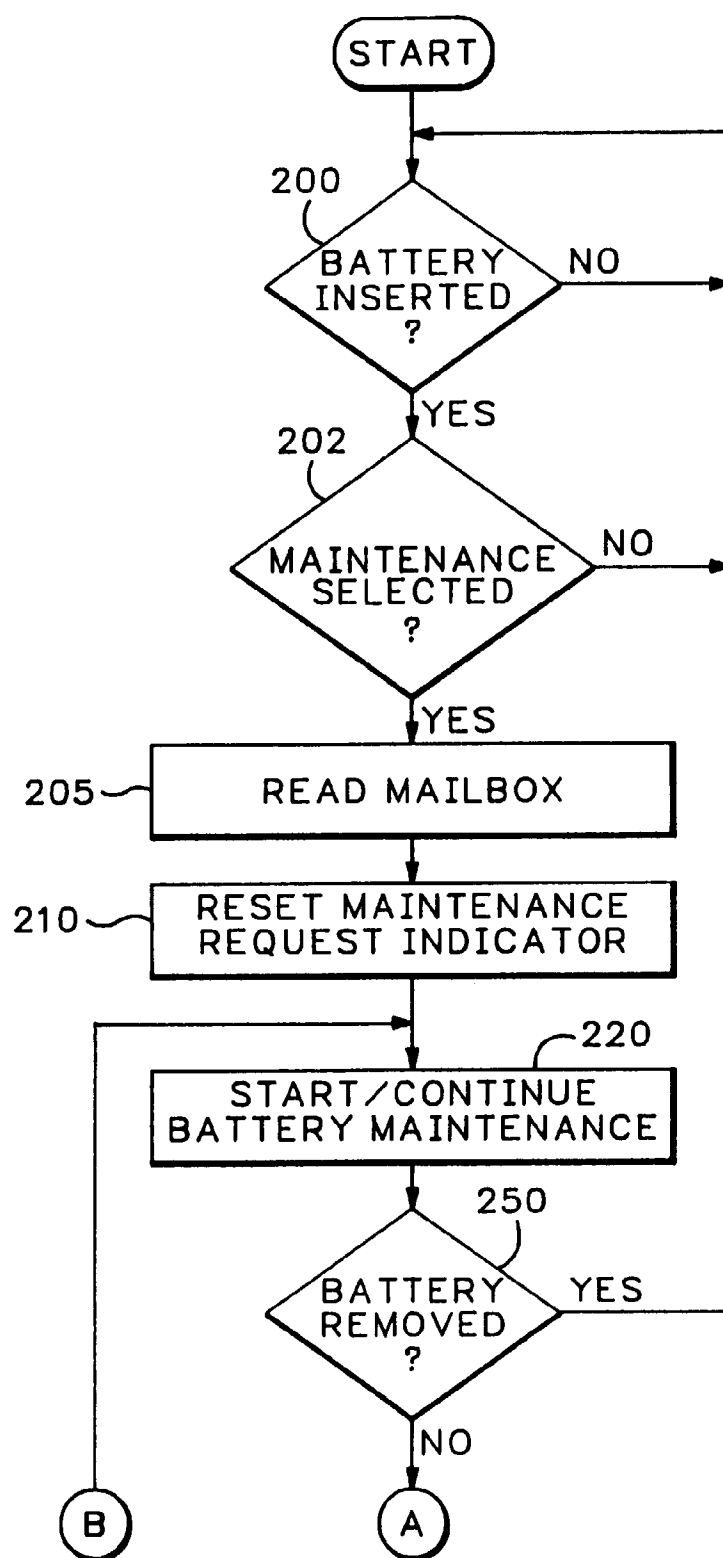 START
200
BATTERY
INSERTED
?
NO
YES
202
MAINTENANCE
SELECTED
?
NO
YES
205
READ MAILBOX
210
RESET MAINTENANCE
REQUEST INDICATOR
220
START/CONTINUE
BATTERY MAINTENANCE
250
BATTERY
REMOVED
?
YES
NO
B
A